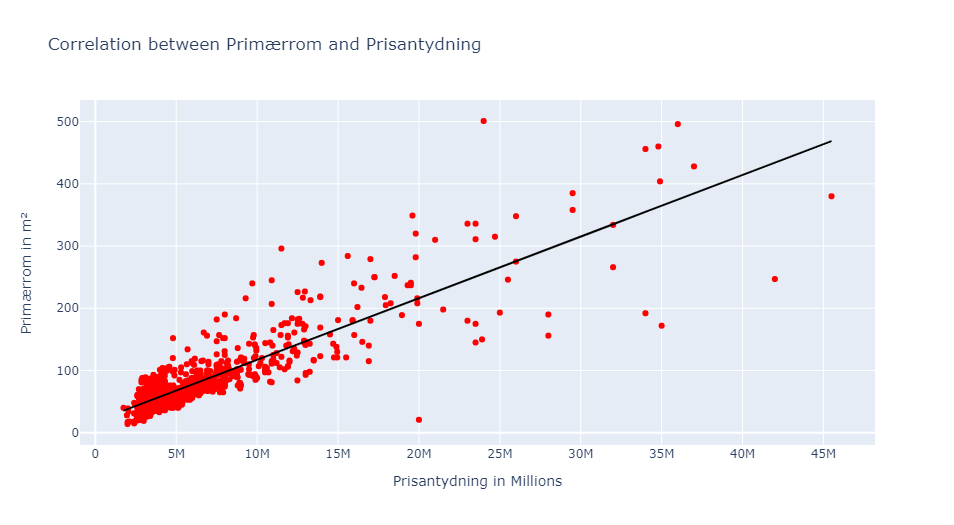 Correlation between Primærrom and Prisantydning
500
400
300
200
100
0
Primærrom in m²
0
5M
10M
15M
20M
25M
30M
35M
40M
45M
Prisantydning in Millions